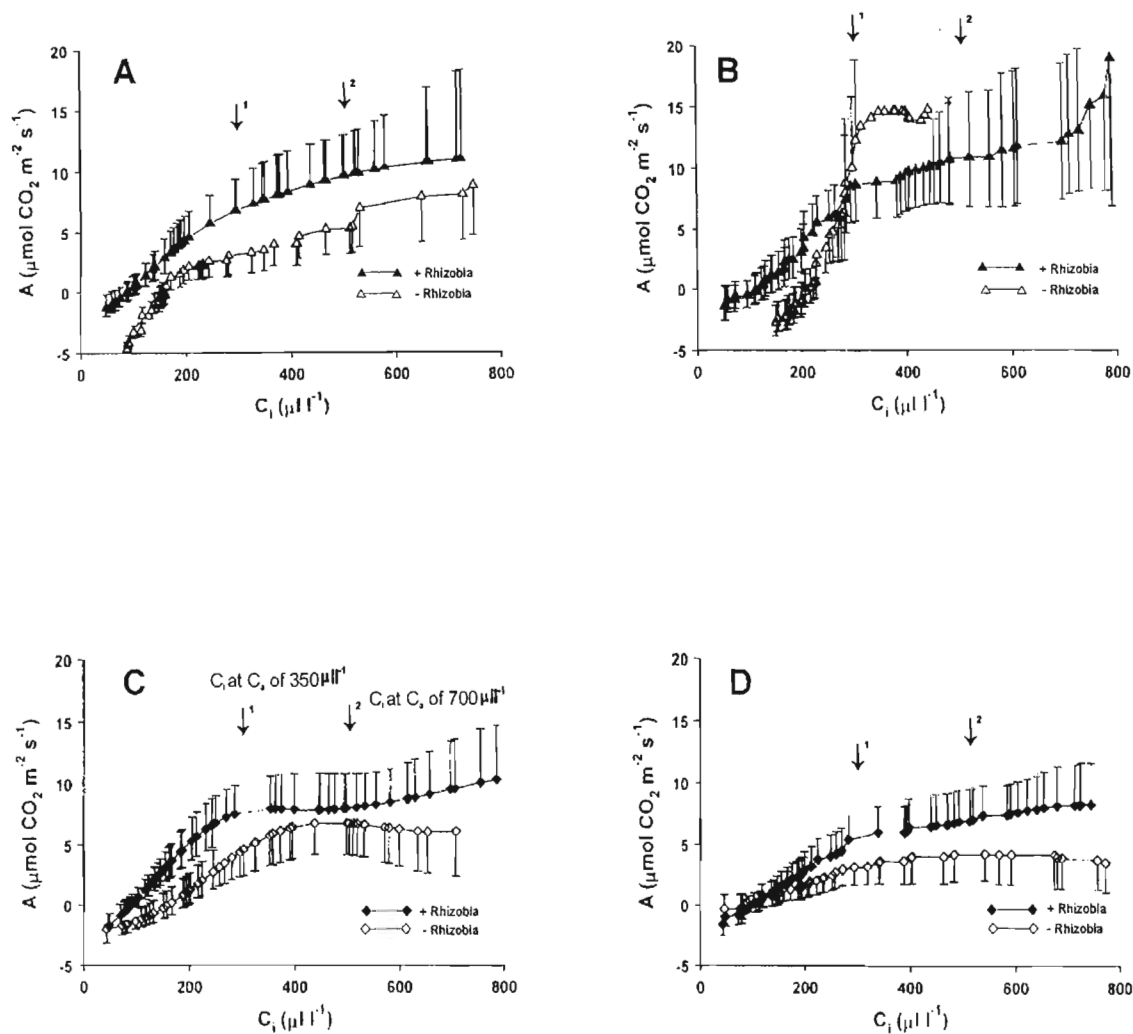 A
1
2
20
15
10
5
0
-5
A (μmol CO2 m-2 s-1)
+ Rhizobia
- Rhizobia
0 200 400 600 800
Ci (μl l-1)
B
1
2
20
15
10
5
0
-5
A (μmol CO2 m-2 s-1)
+ Rhizobia
- Rhizobia
0 200 400 600 800
Ci (μl l-1)
C
Ci at Ca of 350 μl l-1
1
2
Ci at Ca of 700 μl l-1
20
15
10
5
0
-5
A (μmol CO2 m-2 s-1)
+ Rhizobia
- Rhizobia
0 200 400 600 800
Ci (μl l-1)
D
1
2
20
15
10
5
0
-5
A (μmol CO2 m-2 s-1)
+ Rhizobia
- Rhizobia
0 200 400 600 800
Ci (μl l-1)